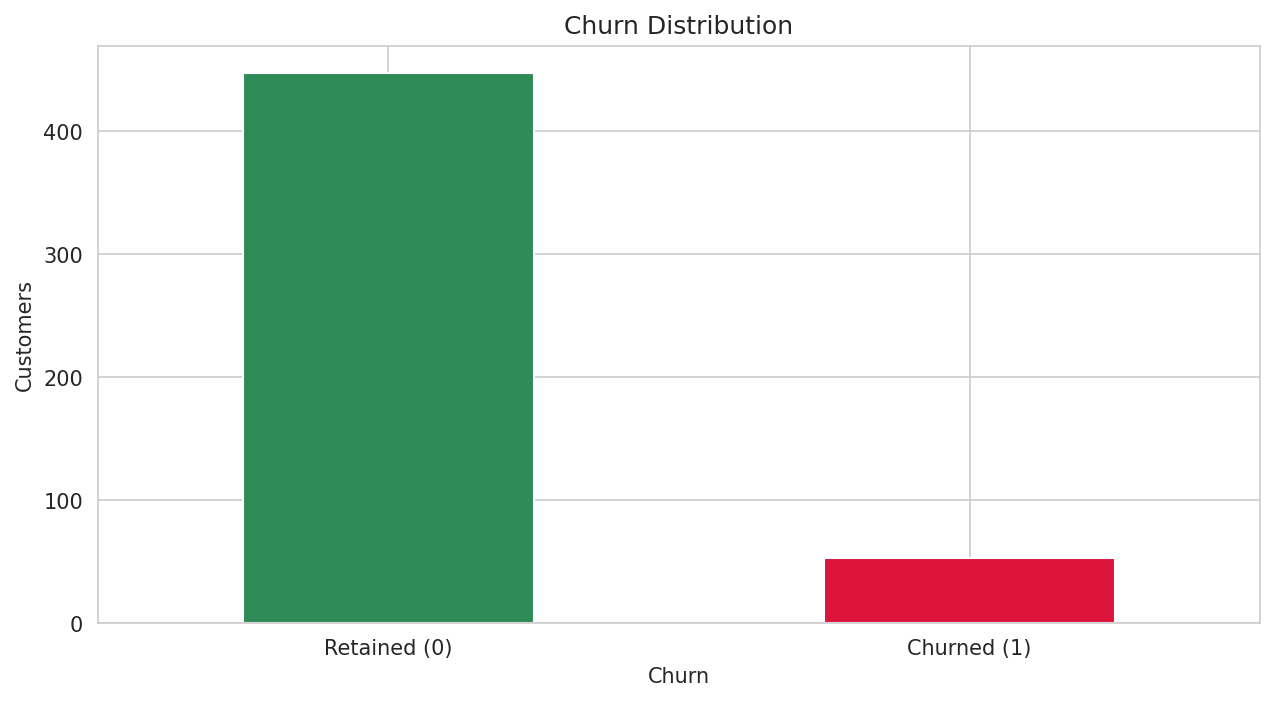 Churn Distribution
Customers
400
300
200
100
0
Retained (0)
Churned (1)
Churn